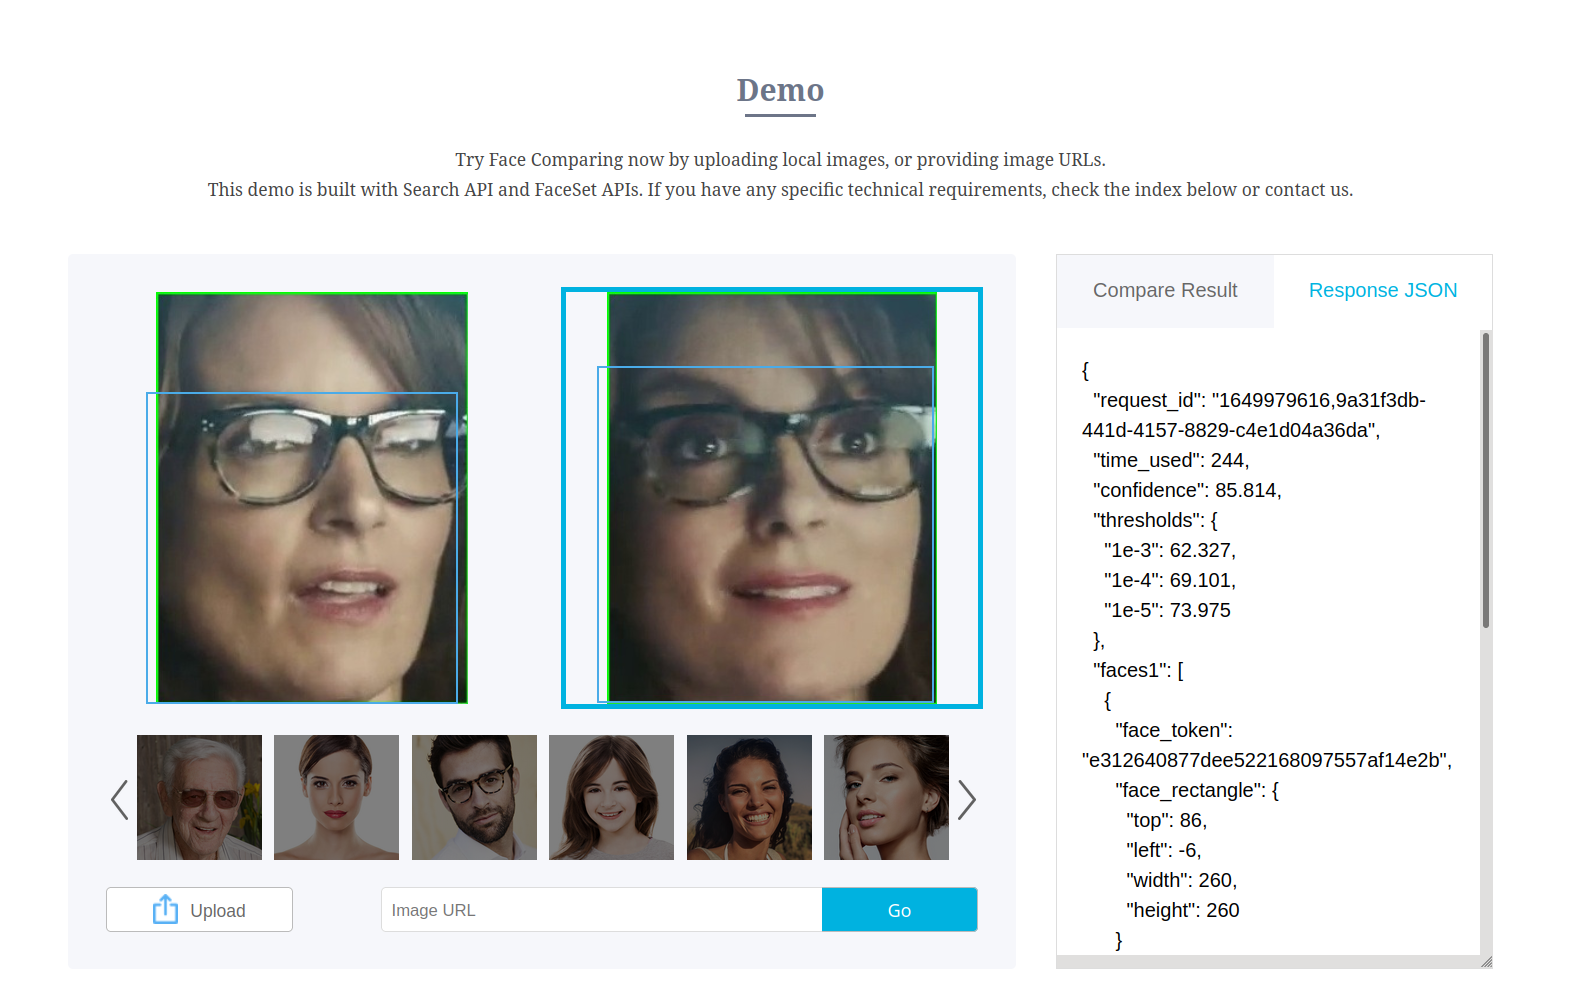 Demo
Try Face Comparing now by uploading local images, or providing image URLs.
This demo is built with Search API and FaceSet APIs. If you have any specific technical requirements, check the index below or contact us.
Compare Result
Response JSON
{
"request_id": "1649979616,9a31f3db-
441d-4157-8829-c4e1d04a36da",
"time_used": 244,
"confidence": 85.814,
"thresholds": {
"1e-3": 62.327,
"1e-4": 69.101,
"1e-5": 73.975
},
"faces1": [
{
"face_token":
"e312640877dee522168097557af14e2b",
"face_rectangle": {
"top": 86,
"left": -6,
"width": 260,
"height": 260
}
Upload
Image URL
Go